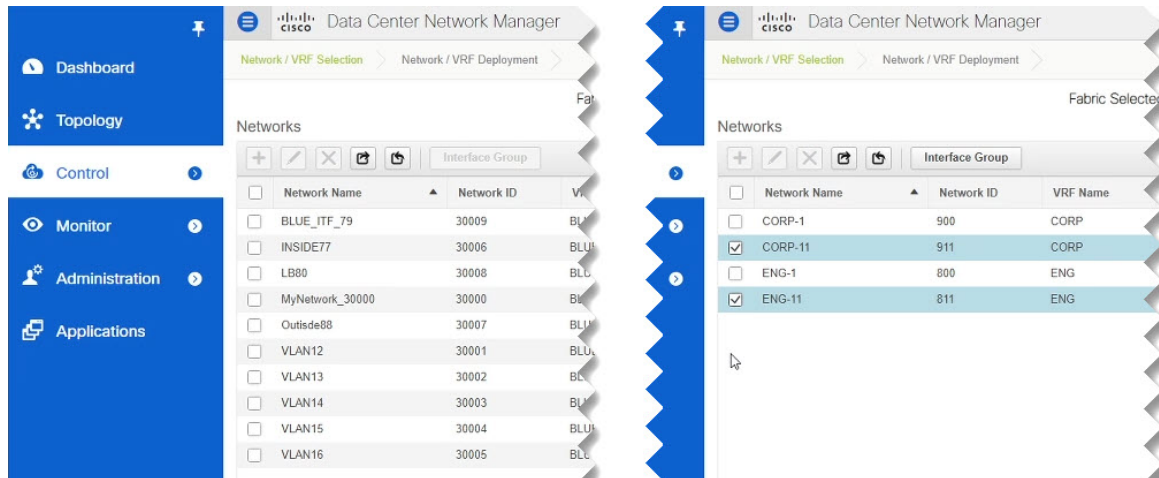 cisco Data Center Network Manager
Network / VRF Selection Network / VRF Deployment
Networks
Interface Group
Network Name Network ID
BLUE_ITF_79 30009
INSIDE77 30006
LB80 30008
MyNetwork_30000 30000
Outisde88 30007
VLAN12 30001
VLAN13 30002
VLAN14 30003
VLAN15 30004
VLAN16 30005
Dashboard
Topology
Control
Monitor
Administration
Applications
cisco Data Center Network Manager
Network / VRF Selection Network / VRF Deployment
Fabric Selected
Networks
Interface Group
Network Name Network ID VRF Name
CORP-1 900 CORP
CORP-11 911 CORP
ENG-1 800 ENG
ENG-11 811 ENG